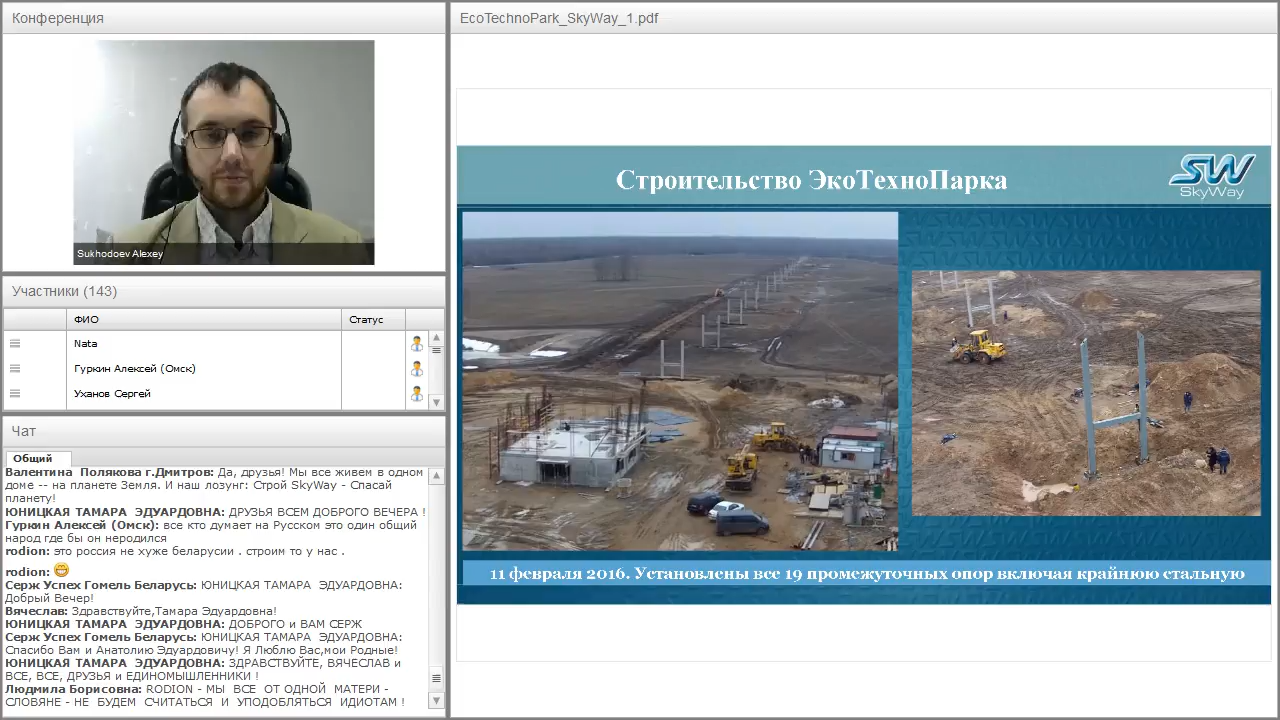 Конференция
Sukhodoev Alexey
Участники (143)
ФИО
Статус
Nata
Гуркин Алексей (Омск)
Уханов Сергей
Чат
Общий
Валентина Полякова г.Дмитров: Да, друзья! Мы все живем в одном
доме -- на планете Земля. И наш лозунг: Строй SkyWay - Спасай
планету!
ЮНИЦКАЯ ТАМАРА ЭДУАРДОВНА: ДРУЗЬЯ ВСЕМ ДОБРОГО ВЕЧЕРА !
Гуркин Алексей (Омск): все кто думает на Русском это один общий
народ где бы он неродился
rodion: это россия не хуже беларусии . строим то у нас .
rodion:
Серж Успех Гомель Беларусь: ЮНИЦКАЯ ТАМАРА ЭДУАРДОВНА:
Добрый Вечер!
Вячеслав: Здравствуйте,Тамара Эдуардовна!
ЮНИЦКАЯ ТАМАРА ЭДУАРДОВНА: ДОБРОГО и ВАМ СЕРЖ
Серж Успех Гомель Беларусь: ЮНИЦКАЯ ТАМАРА ЭДУАРДОВНА:
Спасибо Вам и Анатолию Эдуардовичу! Я Люблю Вас,мои Родные!
ЮНИЦКАЯ ТАМАРА ЭДУАРДОВНА: ЗДРАВСТВУЙТЕ, ВЯЧЕСЛАВ и
ВСЕ, ВСЕ, ДРУЗЬЯ и ЕДИНОМЫШЛЕННИКИ !
Людмила Борисовна: RODION - МЫ ВСЕ ОТ ОДНОЙ МАТЕРИ -
СЛОВЯНЕ - НЕ БУДЕМ СЧИТАТЬСЯ И УПОДОБЛЯТЬСЯ ИДИОТАМ !
EcoTechnoPark_SkyWay_1.pdf
Строительство ЭкоТехноПарка
SW
SkyWay
11 февраля 2016. Установлены все 19 промежуточных опор включая крайнюю стальную